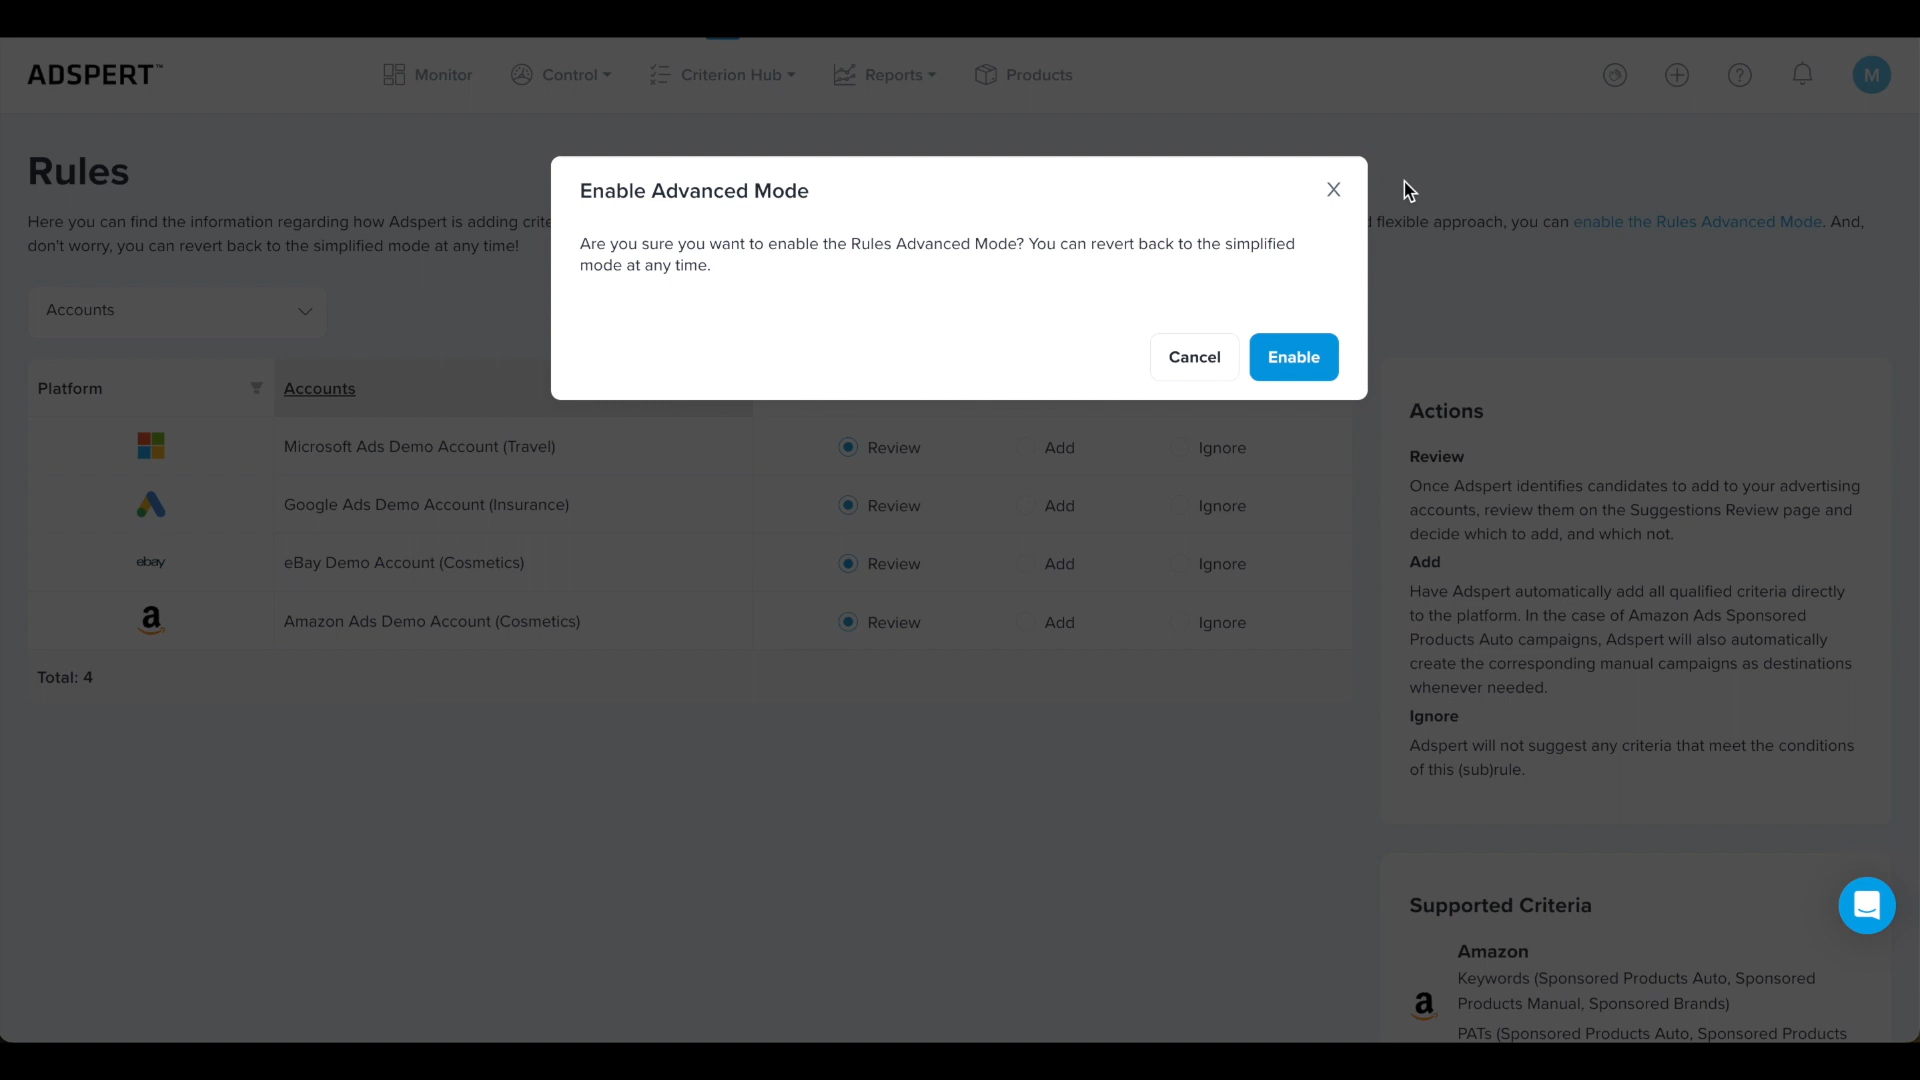 ADSPERT™
Monitor
Control
Criterion Hub
Reports
Products
M
Rules
Here you can find the information regarding how Adspert is adding crite
flexible approach, you can enable the Rules Advanced Mode. And,
don't worry, you can revert back to the simplified mode at any time!
Enable Advanced Mode
Are you sure you want to enable the Rules Advanced Mode? You can revert back to the simplified
mode at any time.
Cancel
Enable
Accounts
Platform
Accounts
Microsoft Ads Demo Account (Travel)
Review
Add
Ignore
Google Ads Demo Account (Insurance)
Review
Add
Ignore
ebay
eBay Demo Account (Cosmetics)
Review
Add
Ignore
Amazon Ads Demo Account (Cosmetics)
Review
Add
Ignore
Total: 4
Actions
Review
Once Adspert identifies candidates to add to your advertising
accounts, review them on the Suggestions Review page and
decide which to add, and which not.
Add
Have Adspert automatically add all qualified criteria directly
to the platform. In the case of Amazon Ads Sponsored
Products Auto campaigns, Adspert will also automatically
create the corresponding manual campaigns as destinations
whenever needed.
Ignore
Adspert will not suggest any criteria that meet the conditions
of this (sub)rule.
Supported Criteria
Amazon
Keywords (Sponsored Products Auto, Sponsored
Products Manual, Sponsored Brands)
PATs (Sponsored Products Auto, Sponsored Products